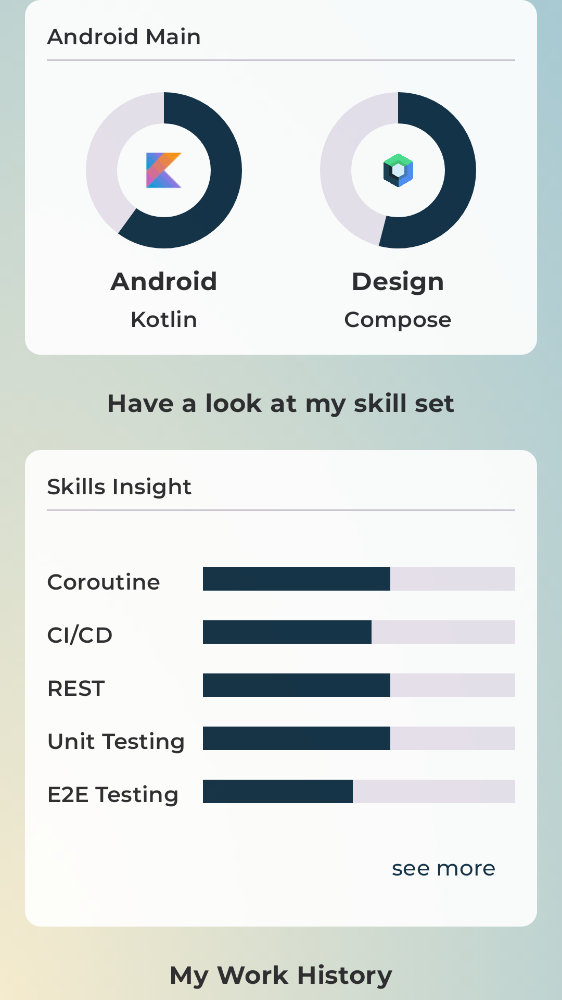 Android Main
Android
Design
Kotlin
Compose
Have a look at my skill set
Skills Insight
Coroutine
CI/CD
REST
Unit Testing
E2E Testing
see more
My Work History